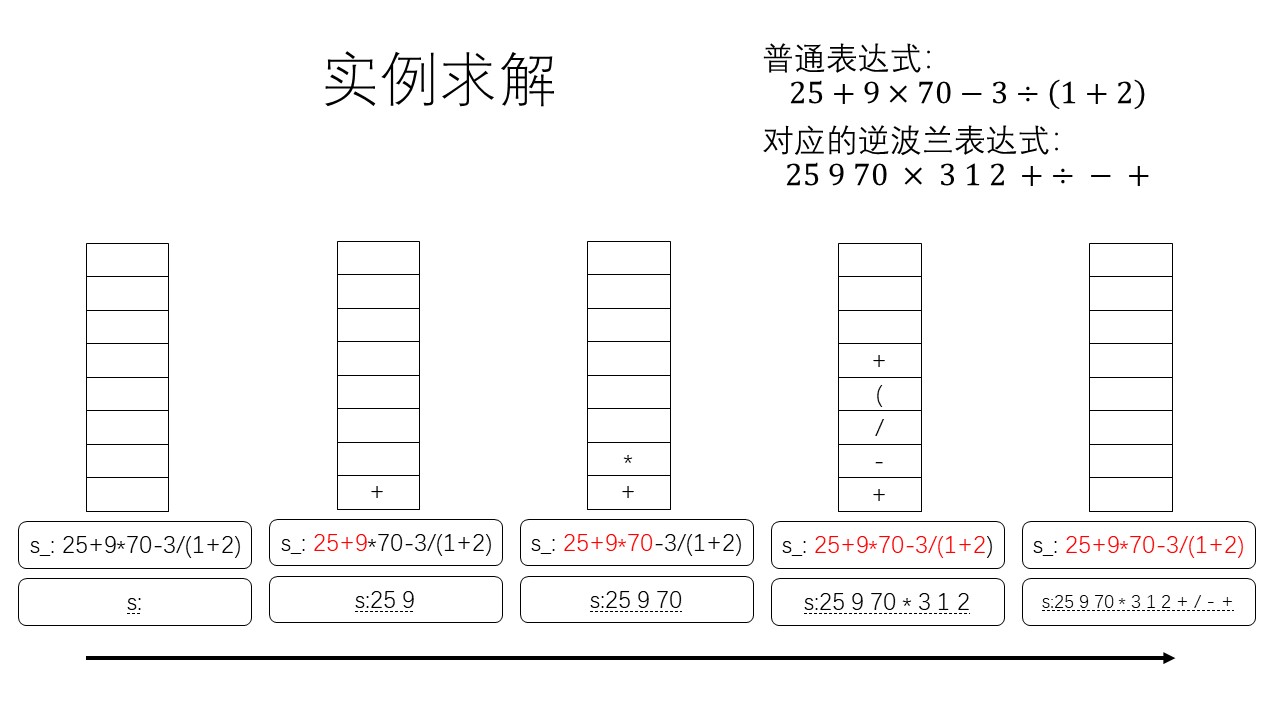 实例求解
普通表达式:
25 + 9 × 70 − 3 ÷ (1 + 2)
对应的逆波兰表达式:
25 9 70 × 3 1 2 + ÷ − +
+
*
+
+
(
/
-
+
s_: 25+9*70-3/(1+2)
s_: 25+9*70-3/(1+2)
s_: 25+9*70-3/(1+2)
s_: 25+9*70-3/(1+2)
s_: 25+9*70-3/(1+2)
s:
s:25 9
s:25 9 70
s:25 9 70 * 3 1 2
s:25 9 70 * 3 1 2 + / - +